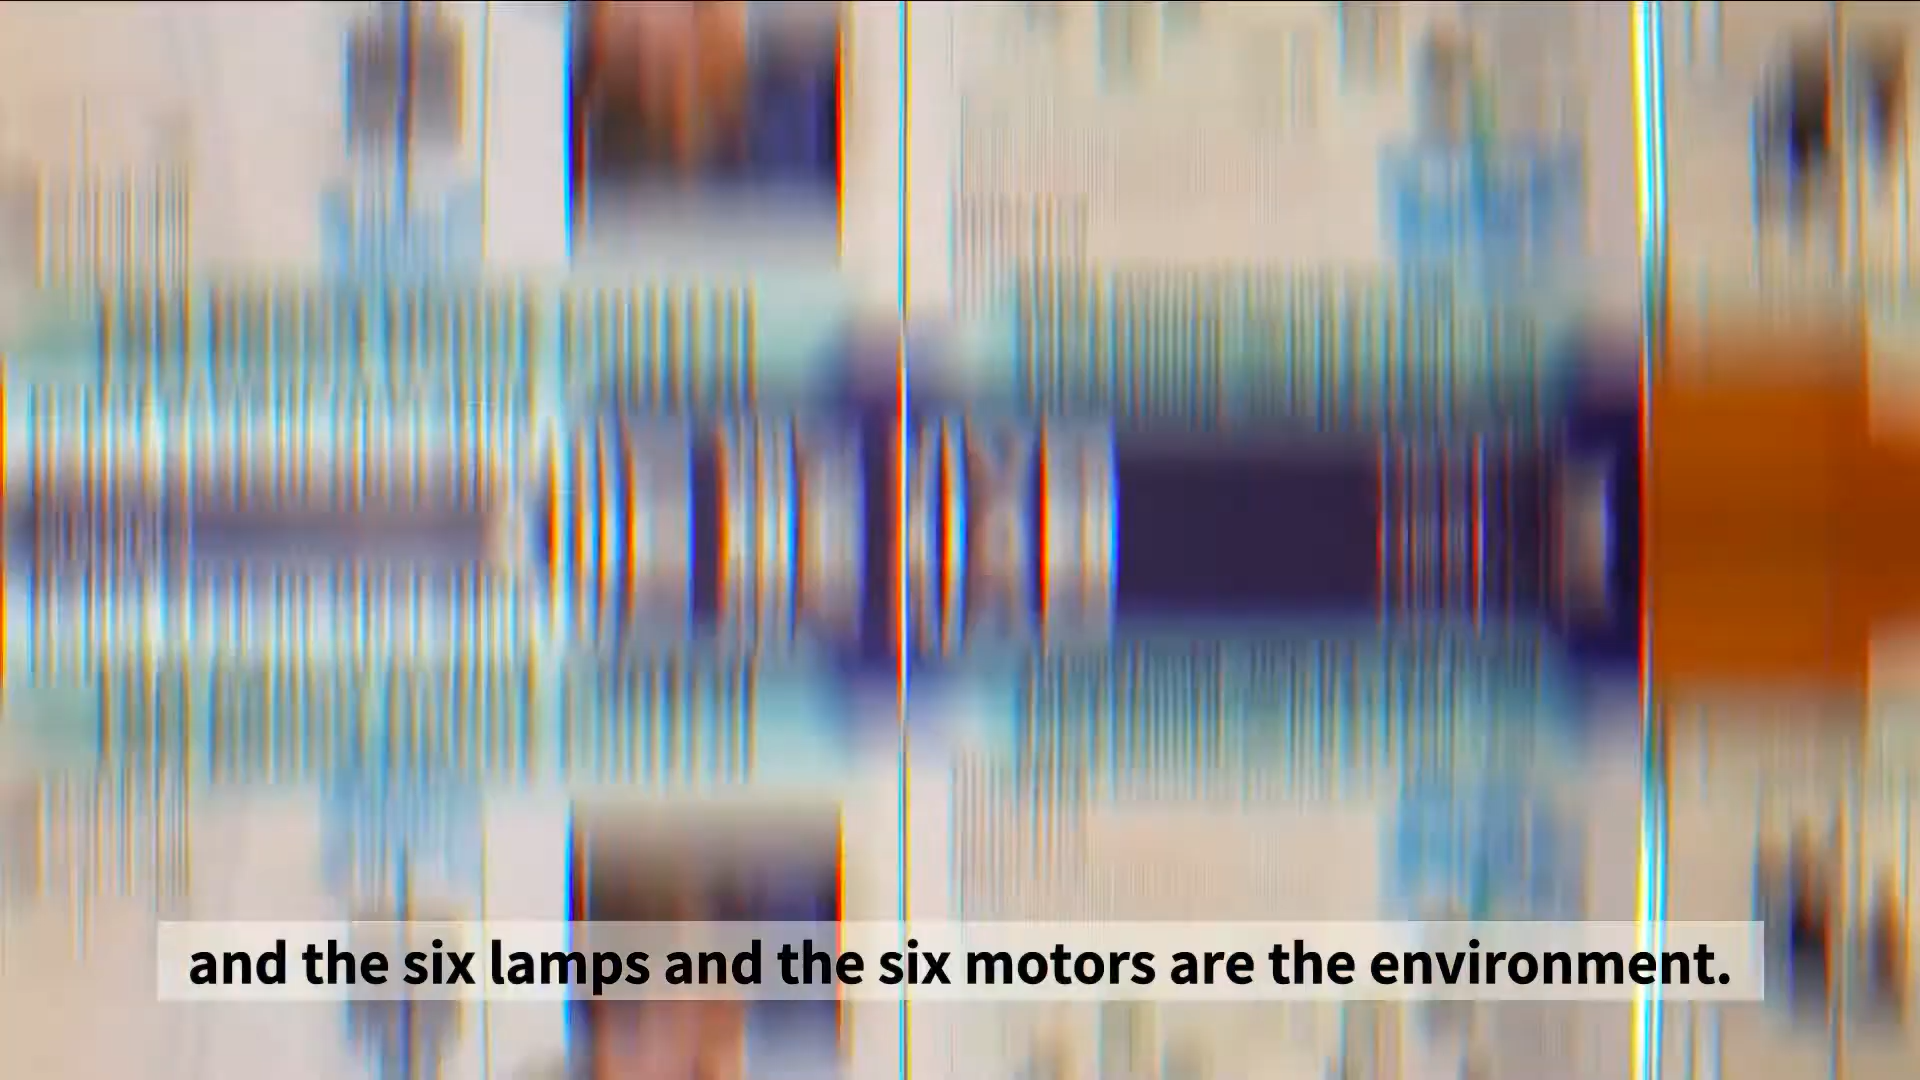 and the six lamps and the six motors are the environment.